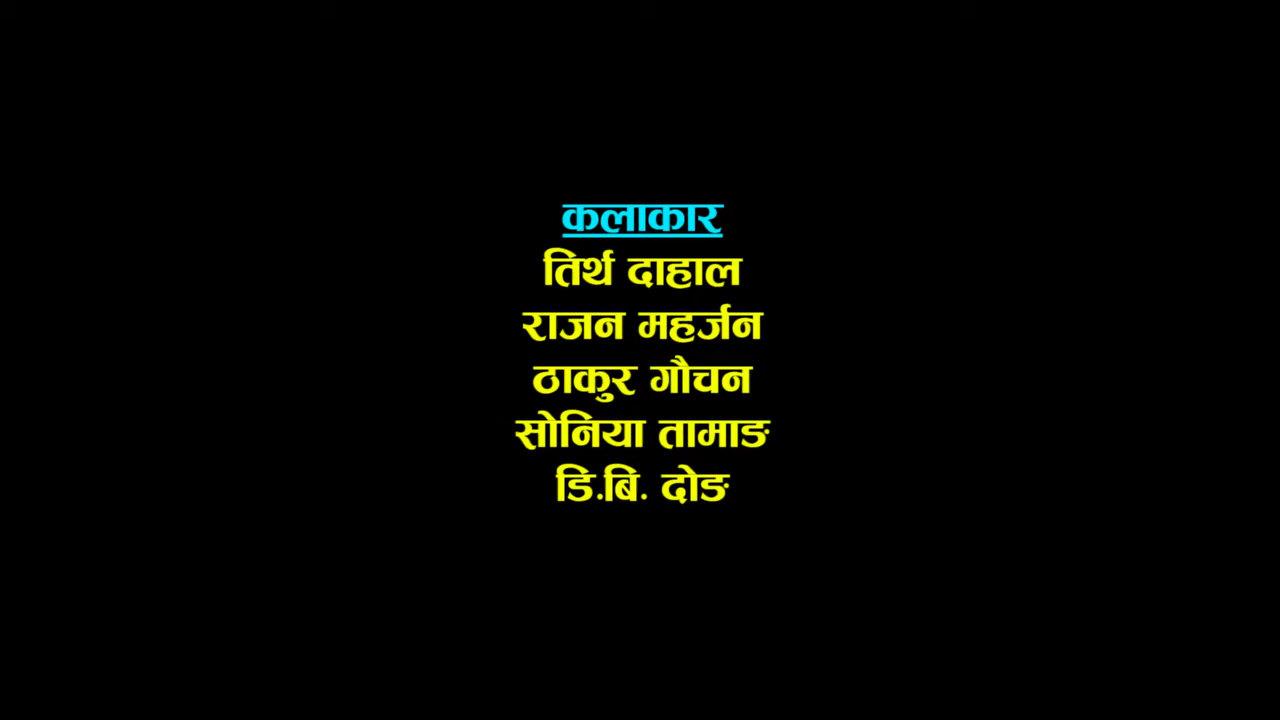 कलाकार
तिर्थ दाहाल
राजन महर्जन
ठाकुर गौचन
सोनिया तामाङ
डि.बि. दोङ